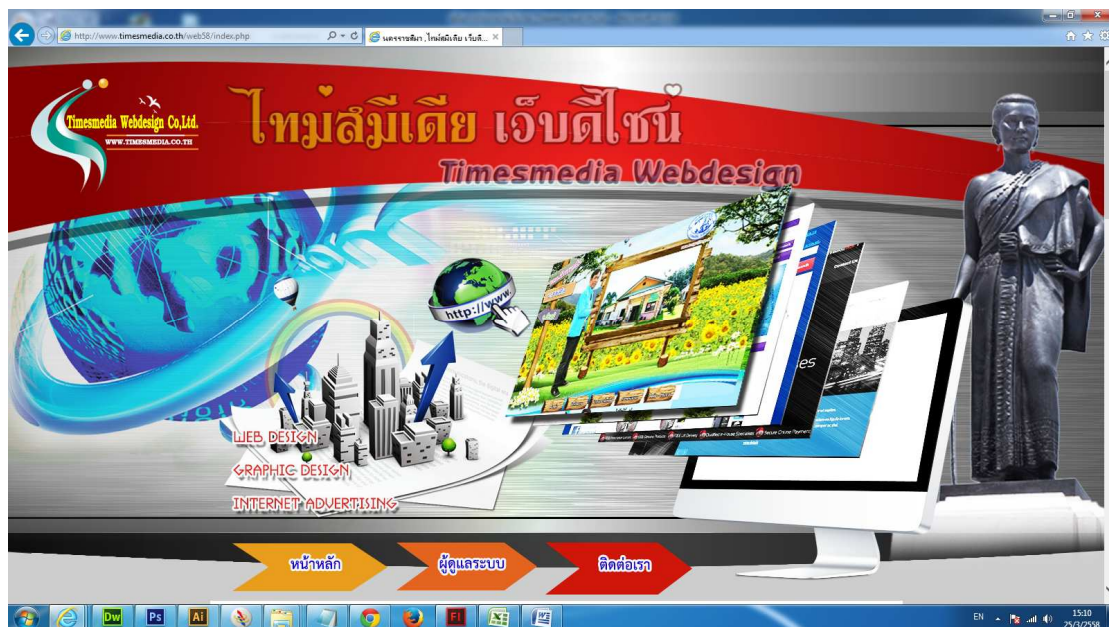 http://www.timesmedia.co.th/web58/index.php
นครราชสีมา ,ไทม์สมีเดีย เว็บดี...
Timesmedia Webdesign Co,Ltd.
WWW.TIMESMEDIA.CO.TH
ไทม์สมีเดีย เว็บดีไซน์
Timesmedia Webdesign
http://www.
WEB DESIGN
GRAPHIC DESIGN
INTERNET ADVERTISING
หน้าหลัก
ผู้ดูแลระบบ
ติดต่อเรา
Dw
Ps
Ai
Fl
EN
15:10
25/3/2558